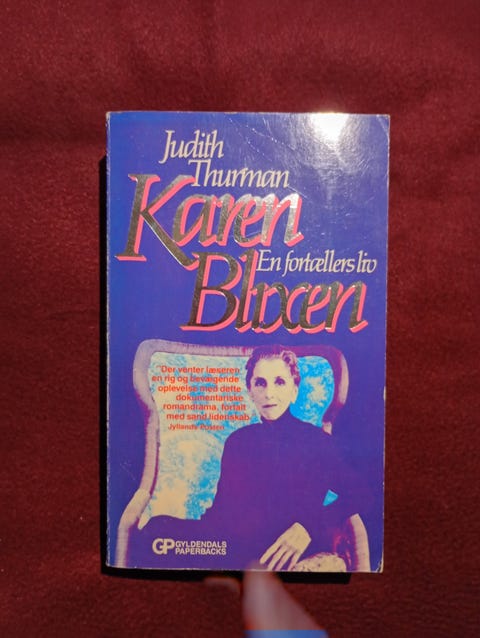 Judith
Thurman
Karen
En fortællers liv
Blixen
"Der venter læseren
en rig og bevægende
oplevelse med dette
dokumentariske
romandrama, fortalt
med sand lidenskab
Jyllands-Posten
GP GYLDENDALS
PAPERBACKS